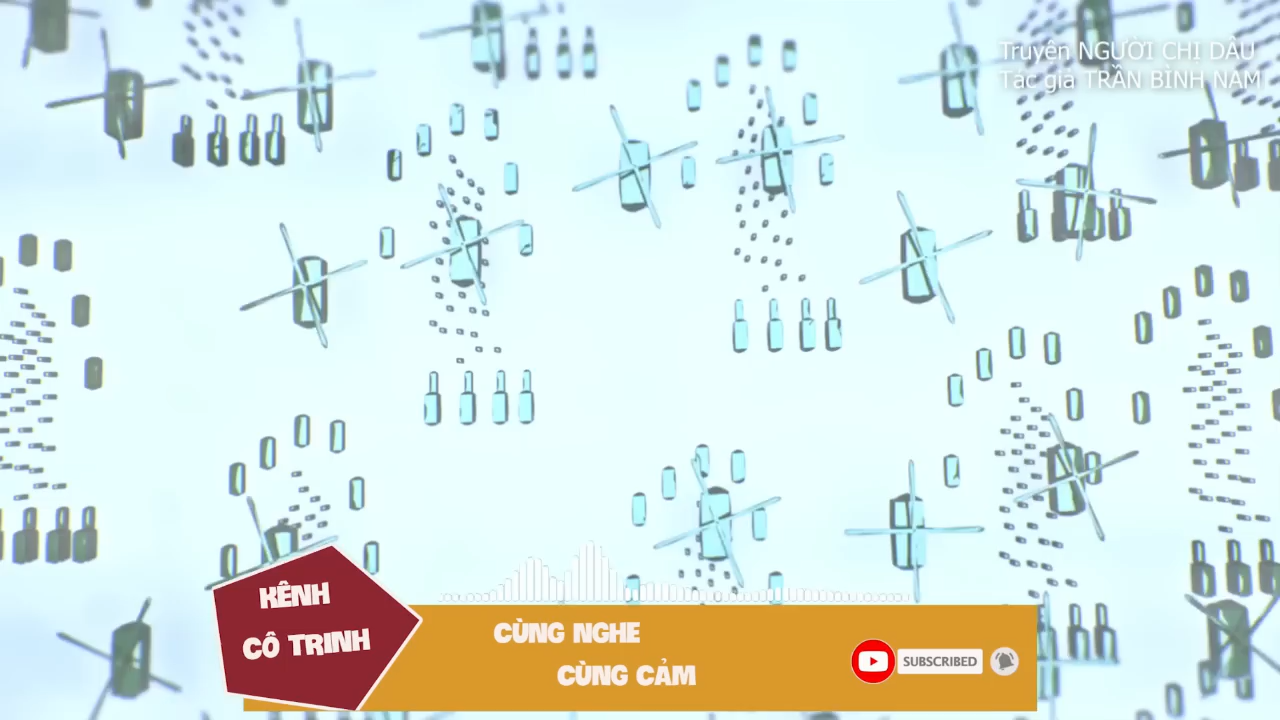 Truyện NGƯỜI CHỊ DÂU
Tác giả TRẦN BÌNH NAM
KÊNH
CÔ TRINH
CÙNG NGHE
CÙNG CẢM
SUBSCRIBED